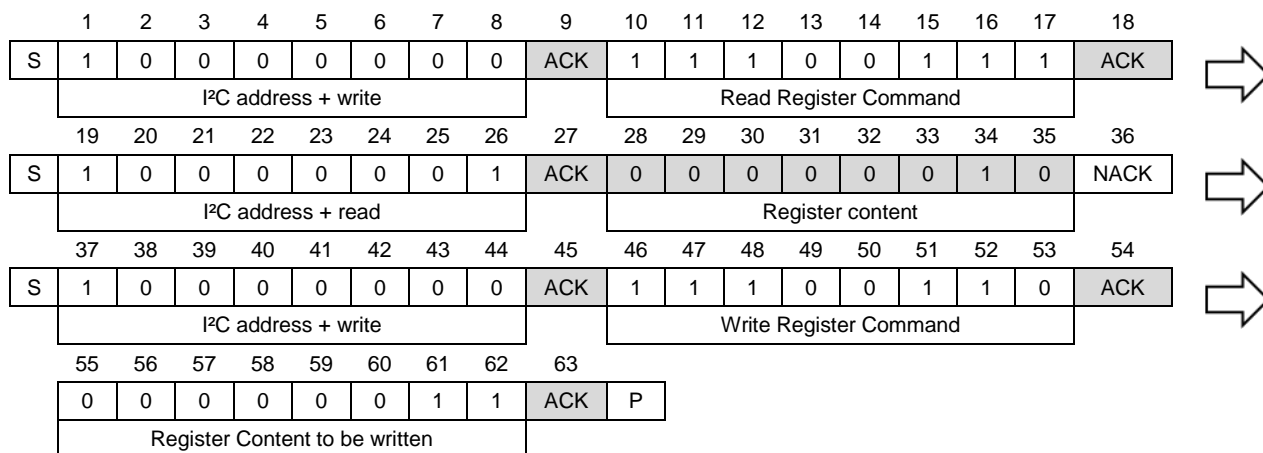 1 2 3 4 5 6 7 8 9 10 11 12 13 14 15 16 17 18
S 1 0 0 0 0 0 0 0 ACK 1 1 1 0 0 1 1 1 ACK
I²C address + write Read Register Command
19 20 21 22 23 24 25 26 27 28 29 30 31 32 33 34 35 36
S 1 0 0 0 0 0 0 1 ACK 0 0 0 0 0 0 1 0 NACK
I²C address + read Register content
37 38 39 40 41 42 43 44 45 46 47 48 49 50 51 52 53 54
S 1 0 0 0 0 0 0 0 ACK 1 1 1 0 0 1 1 0 ACK
I²C address + write Write Register Command
55 56 57 58 59 60 61 62 63
0 0 0 0 0 0 1 1 ACK P
Register Content to be written